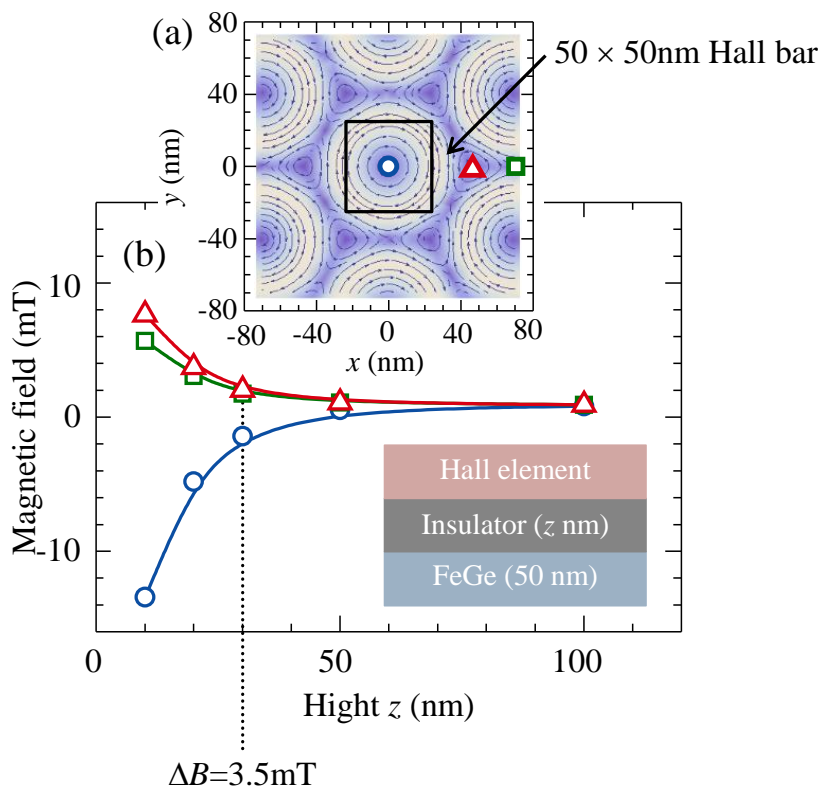 (a)
50 × 50nm Hall bar
80
40
0
-40
-80
y (nm)
-80 -40 0 40 80
x (nm)
(b)
10
0
-10
Magnetic field (mT)
Hall element
Insulator (z nm)
FeGe (50 nm)
0 50 100
Hight z (nm)
ΔB=3.5mT